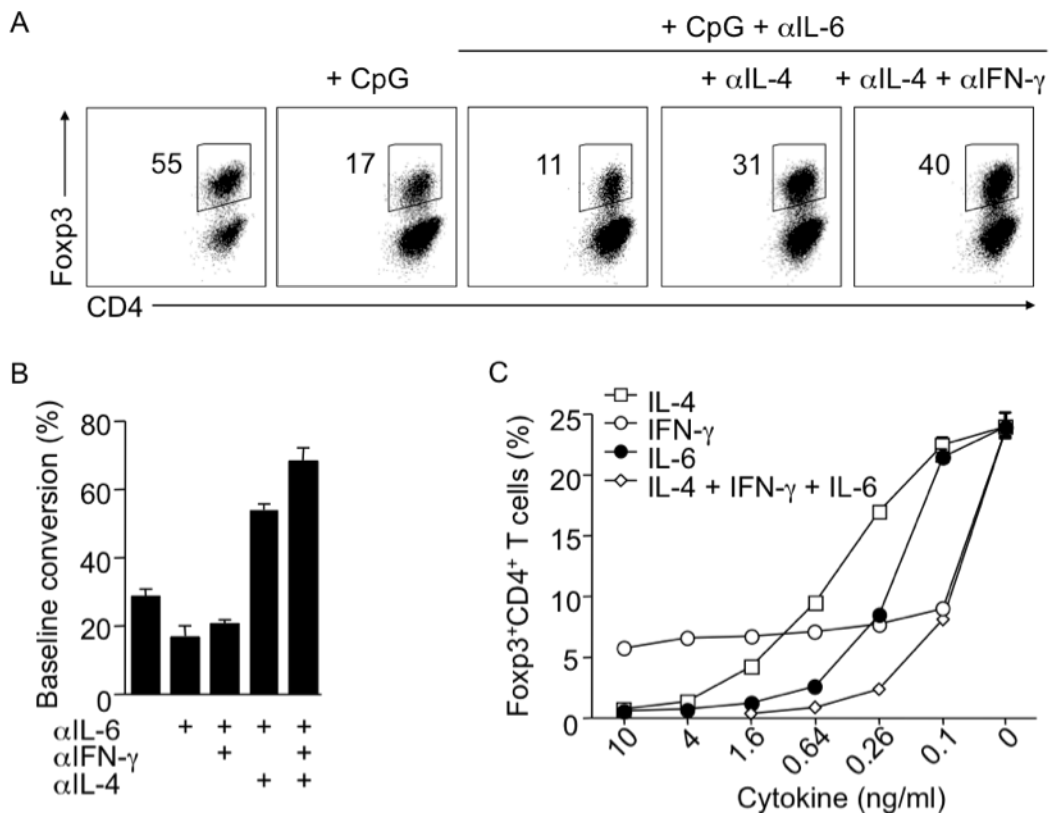 A
+ CpG + αIL-6
+ CpG
+ αIL-4
+ αIL-4 + αIFN-γ
55
17
11
31
40
Foxp3
CD4
B
Baseline conversion (%)
80
60
40
20
0
αIL-6 + + + +
αIFN-γ + +
αIL-4 + +
C
IL-4
IFN-γ
IL-6
IL-4 + IFN-γ + IL-6
Foxp3+CD4+ T cells (%)
25
20
15
10
5
0
10 4 1.6 0.64 0.26 0.1 0
Cytokine (ng/ml)